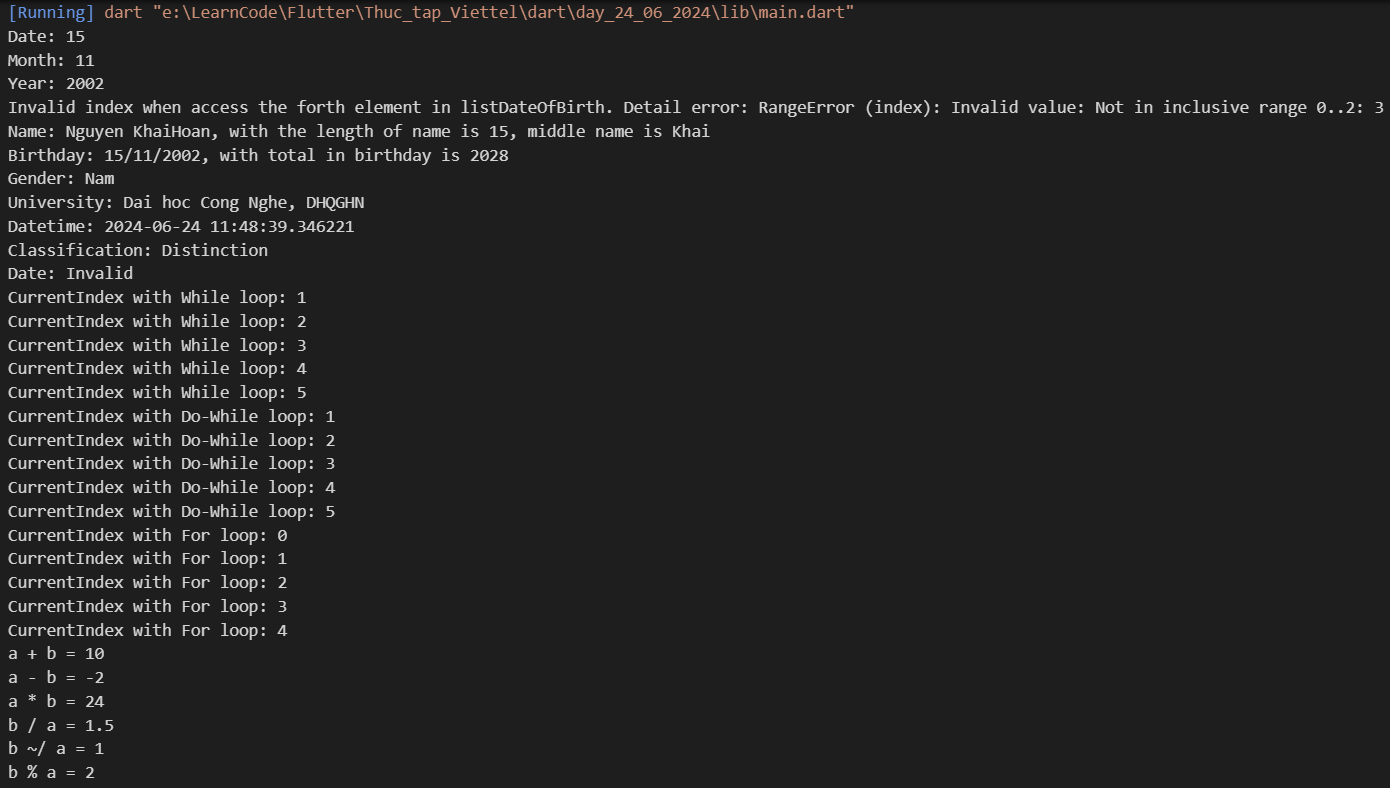 [Running] dart "e:\LearnCode\Flutter\Thuc_tap_Viettel\dart\day_24_06_2024\lib\main.dart"
Date: 15
Month: 11
Year: 2002
Invalid index when access the forth element in listDateOfBirth. Detail error: RangeError (index): Invalid value: Not in inclusive range 0..2: 3
Name: Nguyen KhaiHoan, with the length of name is 15, middle name is Khai
Birthday: 15/11/2002, with total in birthday is 2028
Gender: Nam
University: Dai hoc Cong Nghe, DHQGHN
Datetime: 2024-06-24 11:48:39.346221
Classification: Distinction
Date: Invalid
CurrentIndex with While loop: 1
CurrentIndex with While loop: 2
CurrentIndex with While loop: 3
CurrentIndex with While loop: 4
CurrentIndex with While loop: 5
CurrentIndex with Do-While loop: 1
CurrentIndex with Do-While loop: 2
CurrentIndex with Do-While loop: 3
CurrentIndex with Do-While loop: 4
CurrentIndex with Do-While loop: 5
CurrentIndex with For loop: 0
CurrentIndex with For loop: 1
CurrentIndex with For loop: 2
CurrentIndex with For loop: 3
CurrentIndex with For loop: 4
a + b = 10
a - b = -2
a * b = 24
b / a = 1.5
b ~/ a = 1
b % a = 2